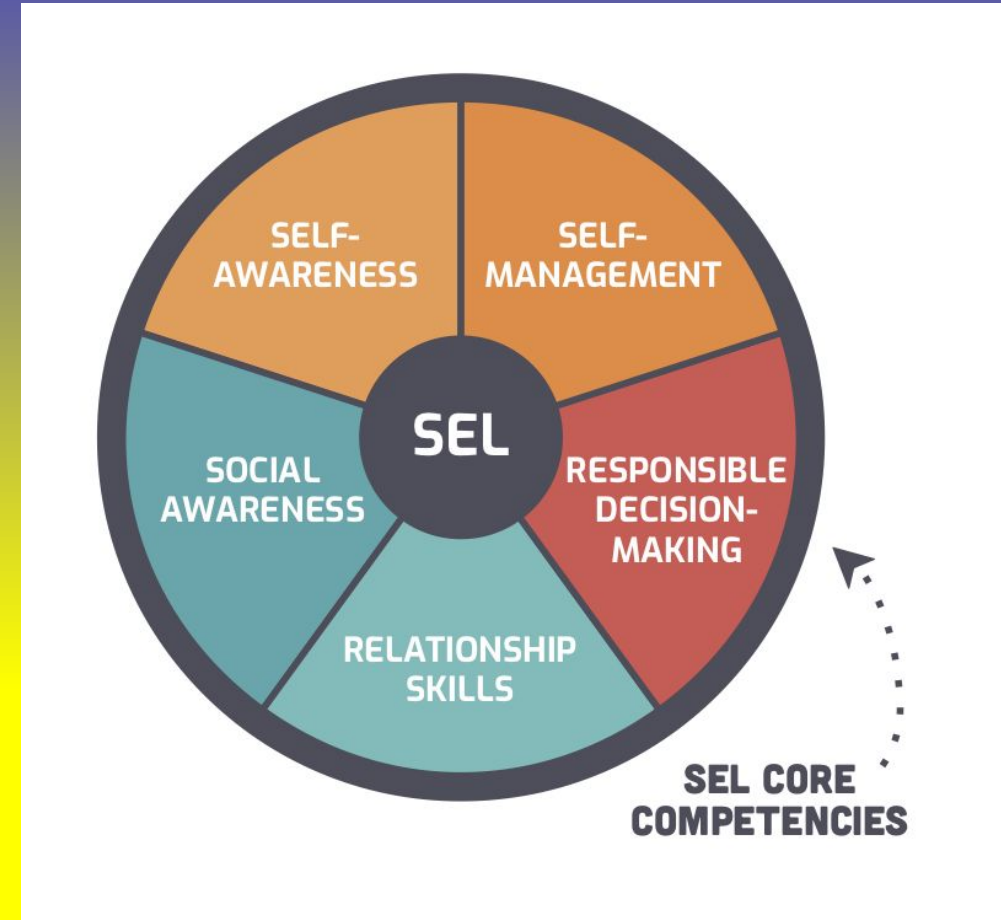 SELF-
AWARENESS
SELF-
MANAGEMENT
SEL
SOCIAL
AWARENESS
RESPONSIBLE
DECISION-
MAKING
RELATIONSHIP
SKILLS
SEL CORE
COMPETENCIES